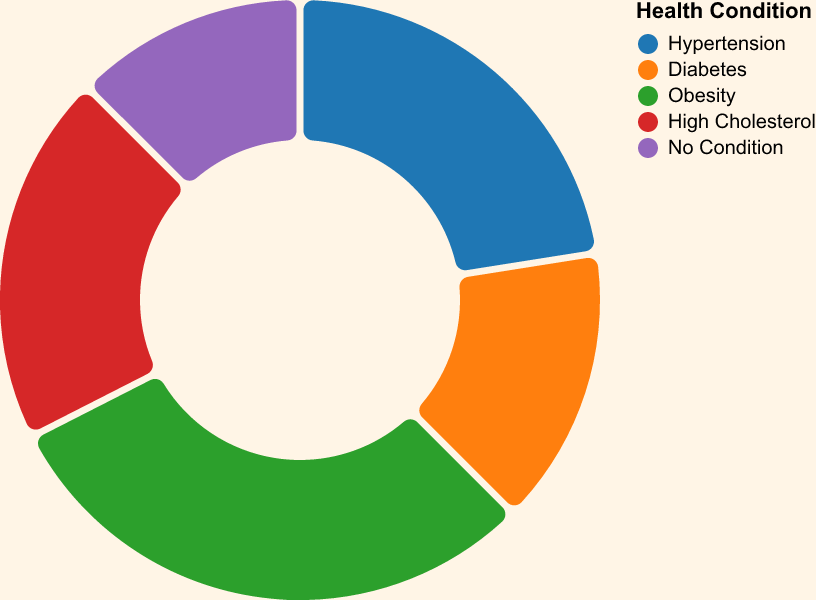 Health Condition
Hypertension
Diabetes
Obesity
High Cholesterol
No Condition